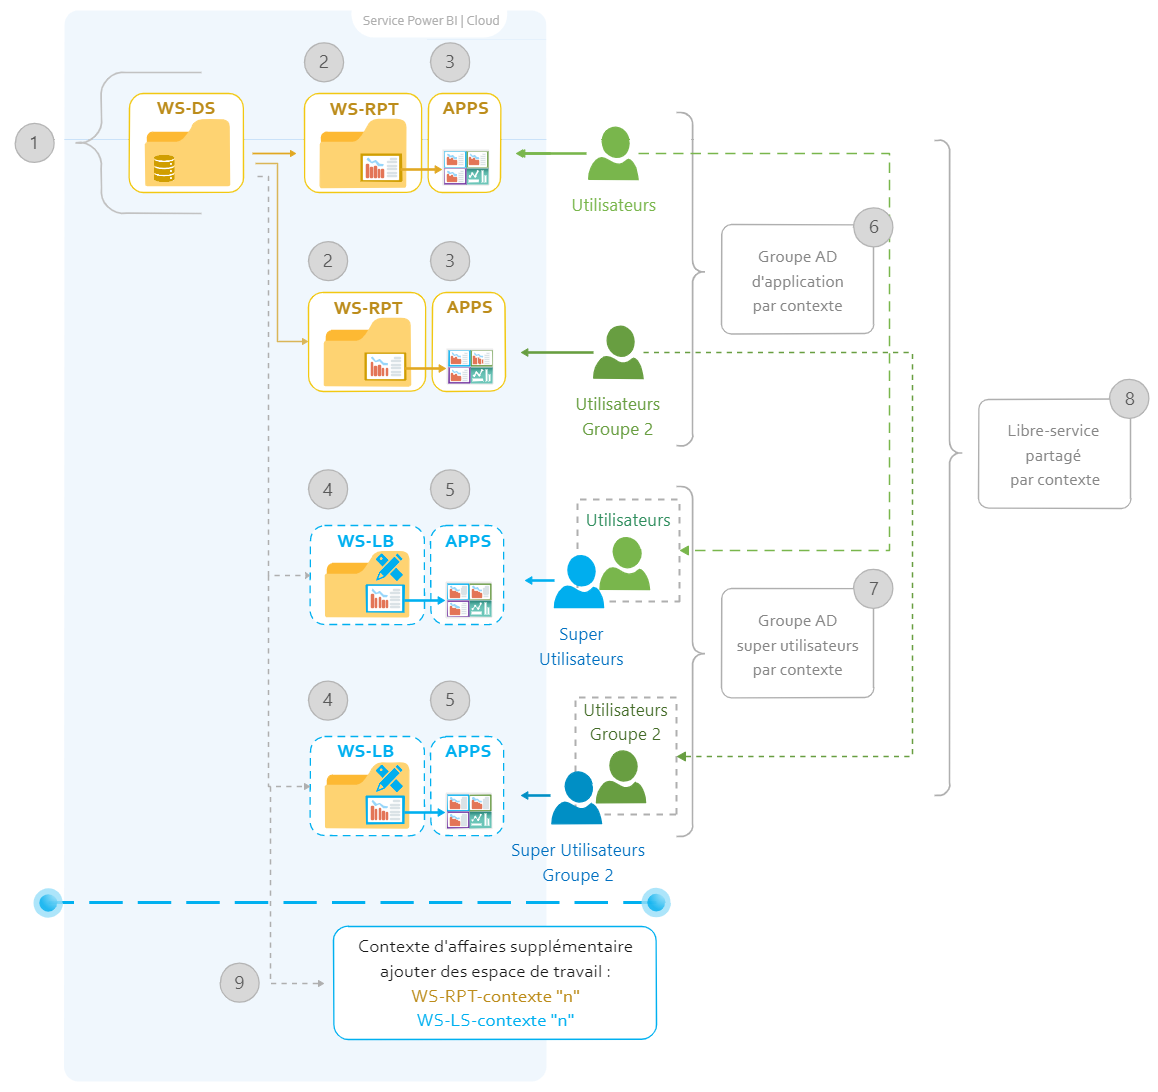 Service Power BI | Cloud
1
2
3
WS-DS
WS-RPT
APPS
Utilisateurs
6
Groupe AD
d'application
par contexte
2
3
WS-RPT
APPS
Utilisateurs
Groupe 2
8
Libre-service
partagé
par contexte
4
5
WS-LB
APPS
Utilisateurs
Super
Utilisateurs
7
Groupe AD
super utilisateurs
par contexte
4
5
WS-LB
APPS
Utilisateurs
Groupe 2
Super Utilisateurs
Groupe 2
9
Contexte d'affaires supplémentaire
ajouter des espace de travail :
WS-RPT-contexte "n"
WS-LS-contexte "n"